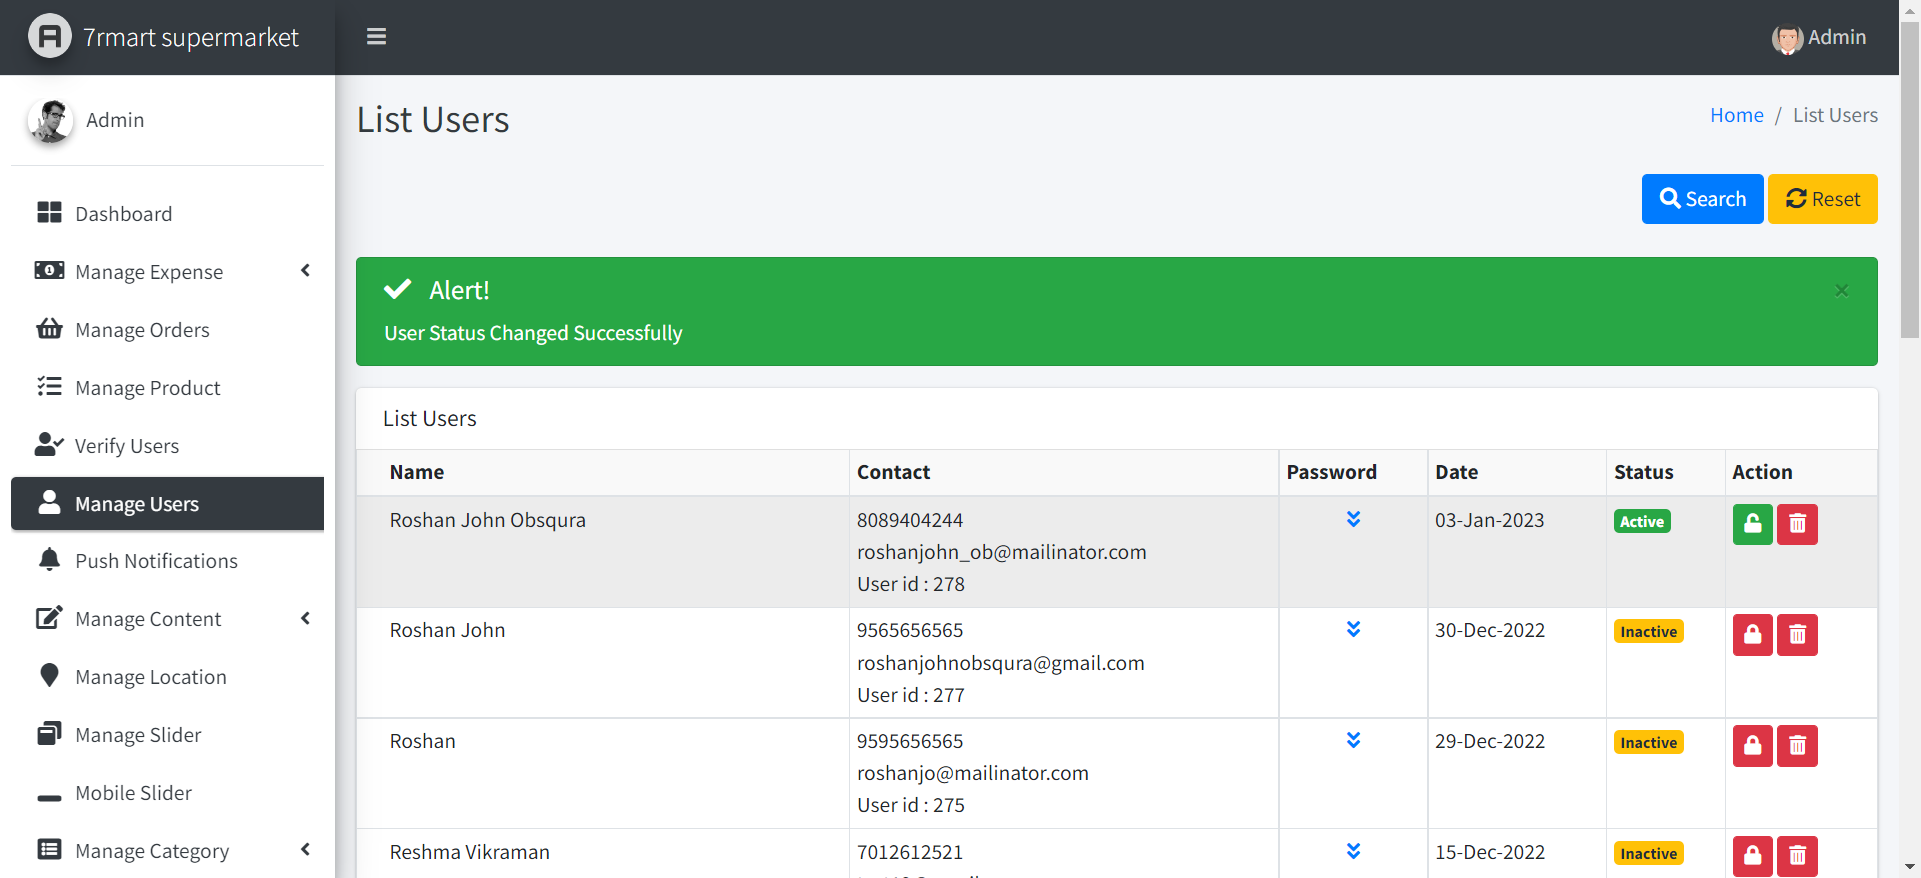 7rmart supermarket
Admin
Admin
Dashboard
Manage Expense
Manage Orders
Manage Product
Verify Users
Manage Users
Push Notifications
Manage Content
Manage Location
Manage Slider
Mobile Slider
Manage Category
List Users
Home / List Users
Search Reset
Alert!
×
User Status Changed Successfully
List Users
Name Contact Password Date Status Action
Roshan John Obsqura 8089404244 03-Jan-2023 Active
roshanjohn_ob@mailinator.com
User id : 278
Roshan John 9565656565 30-Dec-2022 Inactive
roshanjohnobsqura@gmail.com
User id : 277
Roshan 9595656565 29-Dec-2022 Inactive
roshanjo@mailinator.com
User id : 275
Reshma Vikraman 7012612521 15-Dec-2022 Inactive